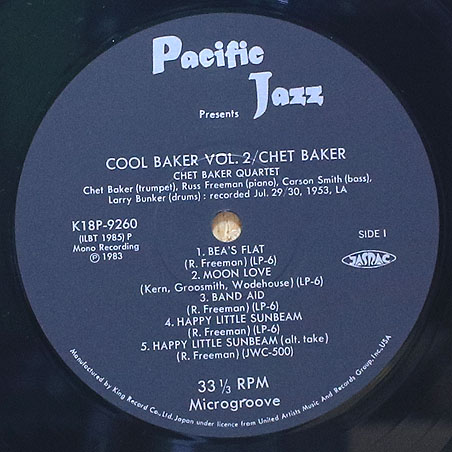 Pacific
Jazz
Presents
COOL BAKER VOL. 2/CHET BAKER
CHET BAKER QUARTET
Chet Baker (trumpet), Russ Freeman (piano), Carson Smith (bass),
Larry Bunker (drums) : recorded Jul. 29/30, 1953, LA
K18P-9260
(ILBT 1985) P
Mono Recording
Ⓟ 1983
SIDE I
JASRAC
1. BEA'S FLAT
(R. Freeman) (LP-6)
2. MOON LOVE
(Kern, Groosmith, Wodehouse) (LP-6)
3. BAND AID
(R. Freeman) (LP-6)
4. HAPPY LITTLE SUNBEAM
(R. Freeman) (LP-6)
5. HAPPY LITTLE SUNBEAM (alt. take)
(R. Freeman) (JWC-500)
33 1/3 RPM
Microgroove
Manufactured by King Record Co., Ltd. Japan under licence from United Artists Music And Records Group, Inc, USA